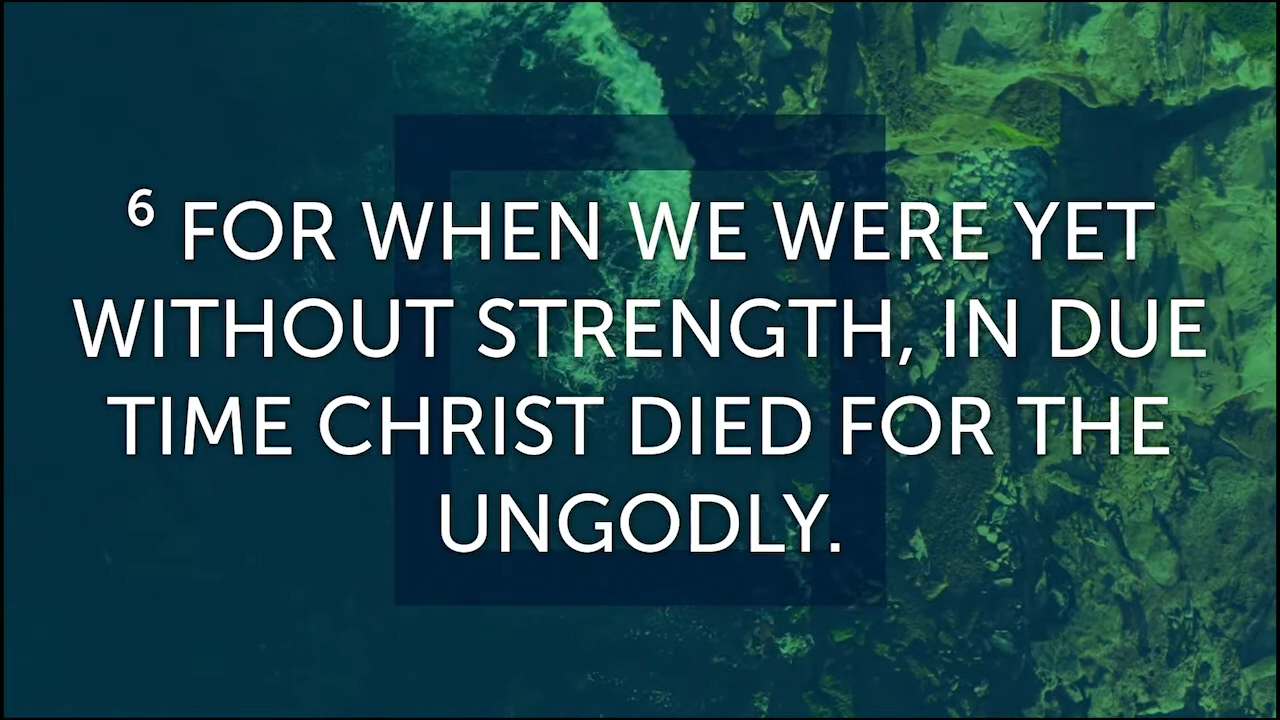 ⁶ FOR WHEN WE WERE YET
WITHOUT STRENGTH, IN DUE
TIME CHRIST DIED FOR THE
UNGODLY.